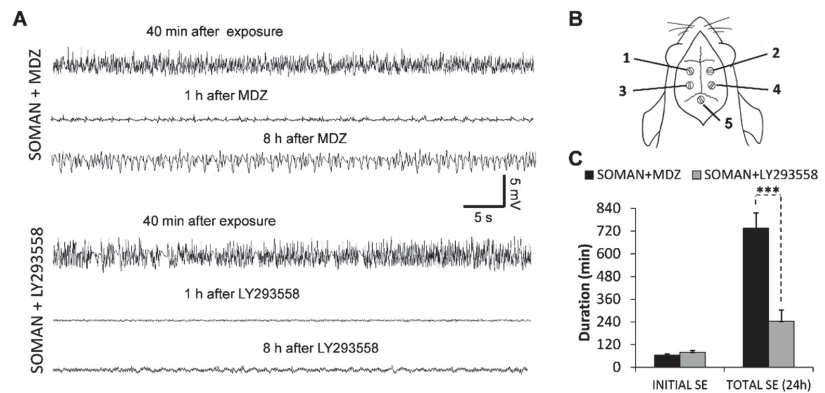 A
SOMAN + MDZ
40 min after exposure
1 h after MDZ
8 h after MDZ
5 mV
5 s
SOMAN + LY293558
40 min after exposure
1 h after LY293558
8 h after LY293558
B
1
2
3
4
5
C
SOMAN+MDZ SOMAN+LY293558
***
Duration (min)
840
720
600
480
360
240
120
0
INITIAL SE TOTAL SE (24h)